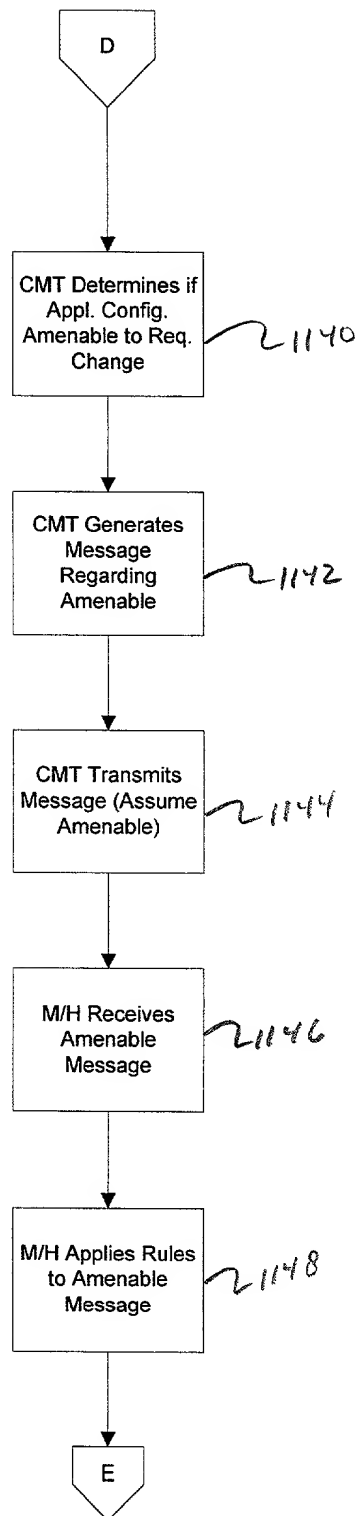 D
CMT Determines if
Appl. Config.
Amenable to Req.
Change
1140
CMT Generates
Message
Regarding
Amenable
1142
CMT Transmits
Message (Assume
Amenable)
1144
M/H Receives
Amenable
Message
1146
M/H Applies Rules
to Amenable
Message
1148
E